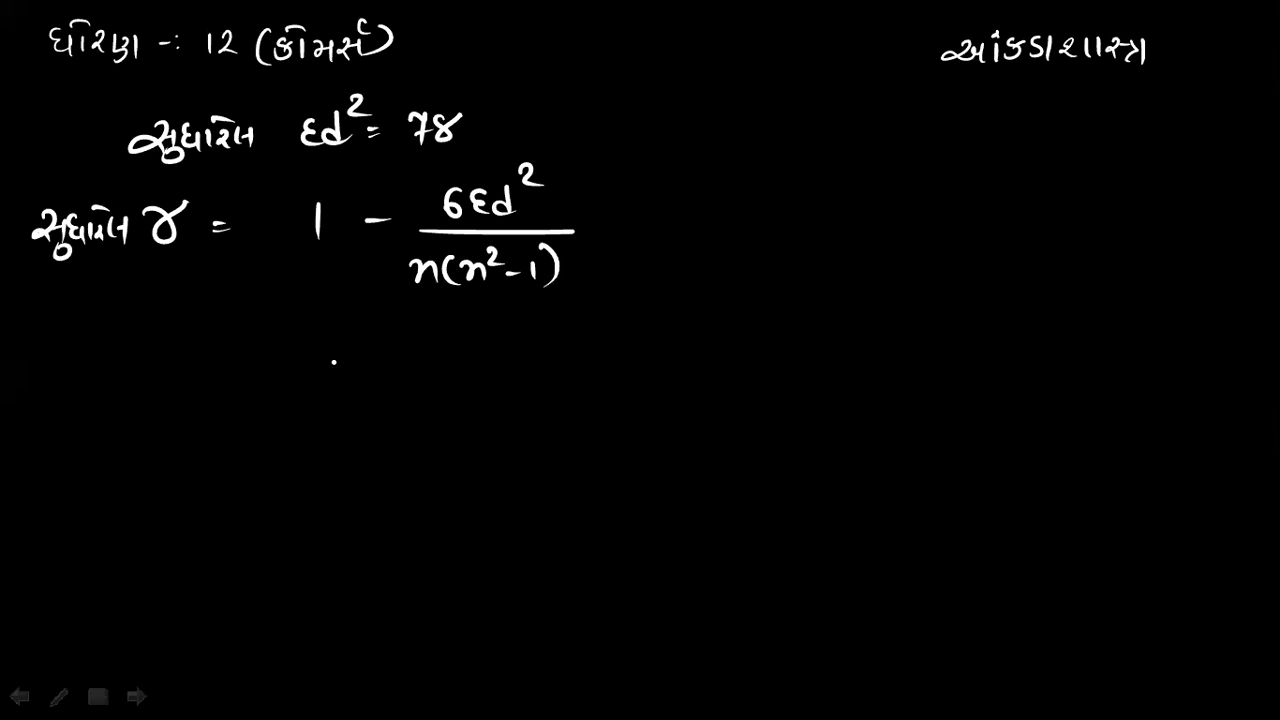 ધોરણ -: 12 (કોમર્સ)
આંકડાશાસ્ત્ર
સુધારેલ Σd² = 78
સુધારેલ r = 1 - 6Σd² / n(n² - 1)